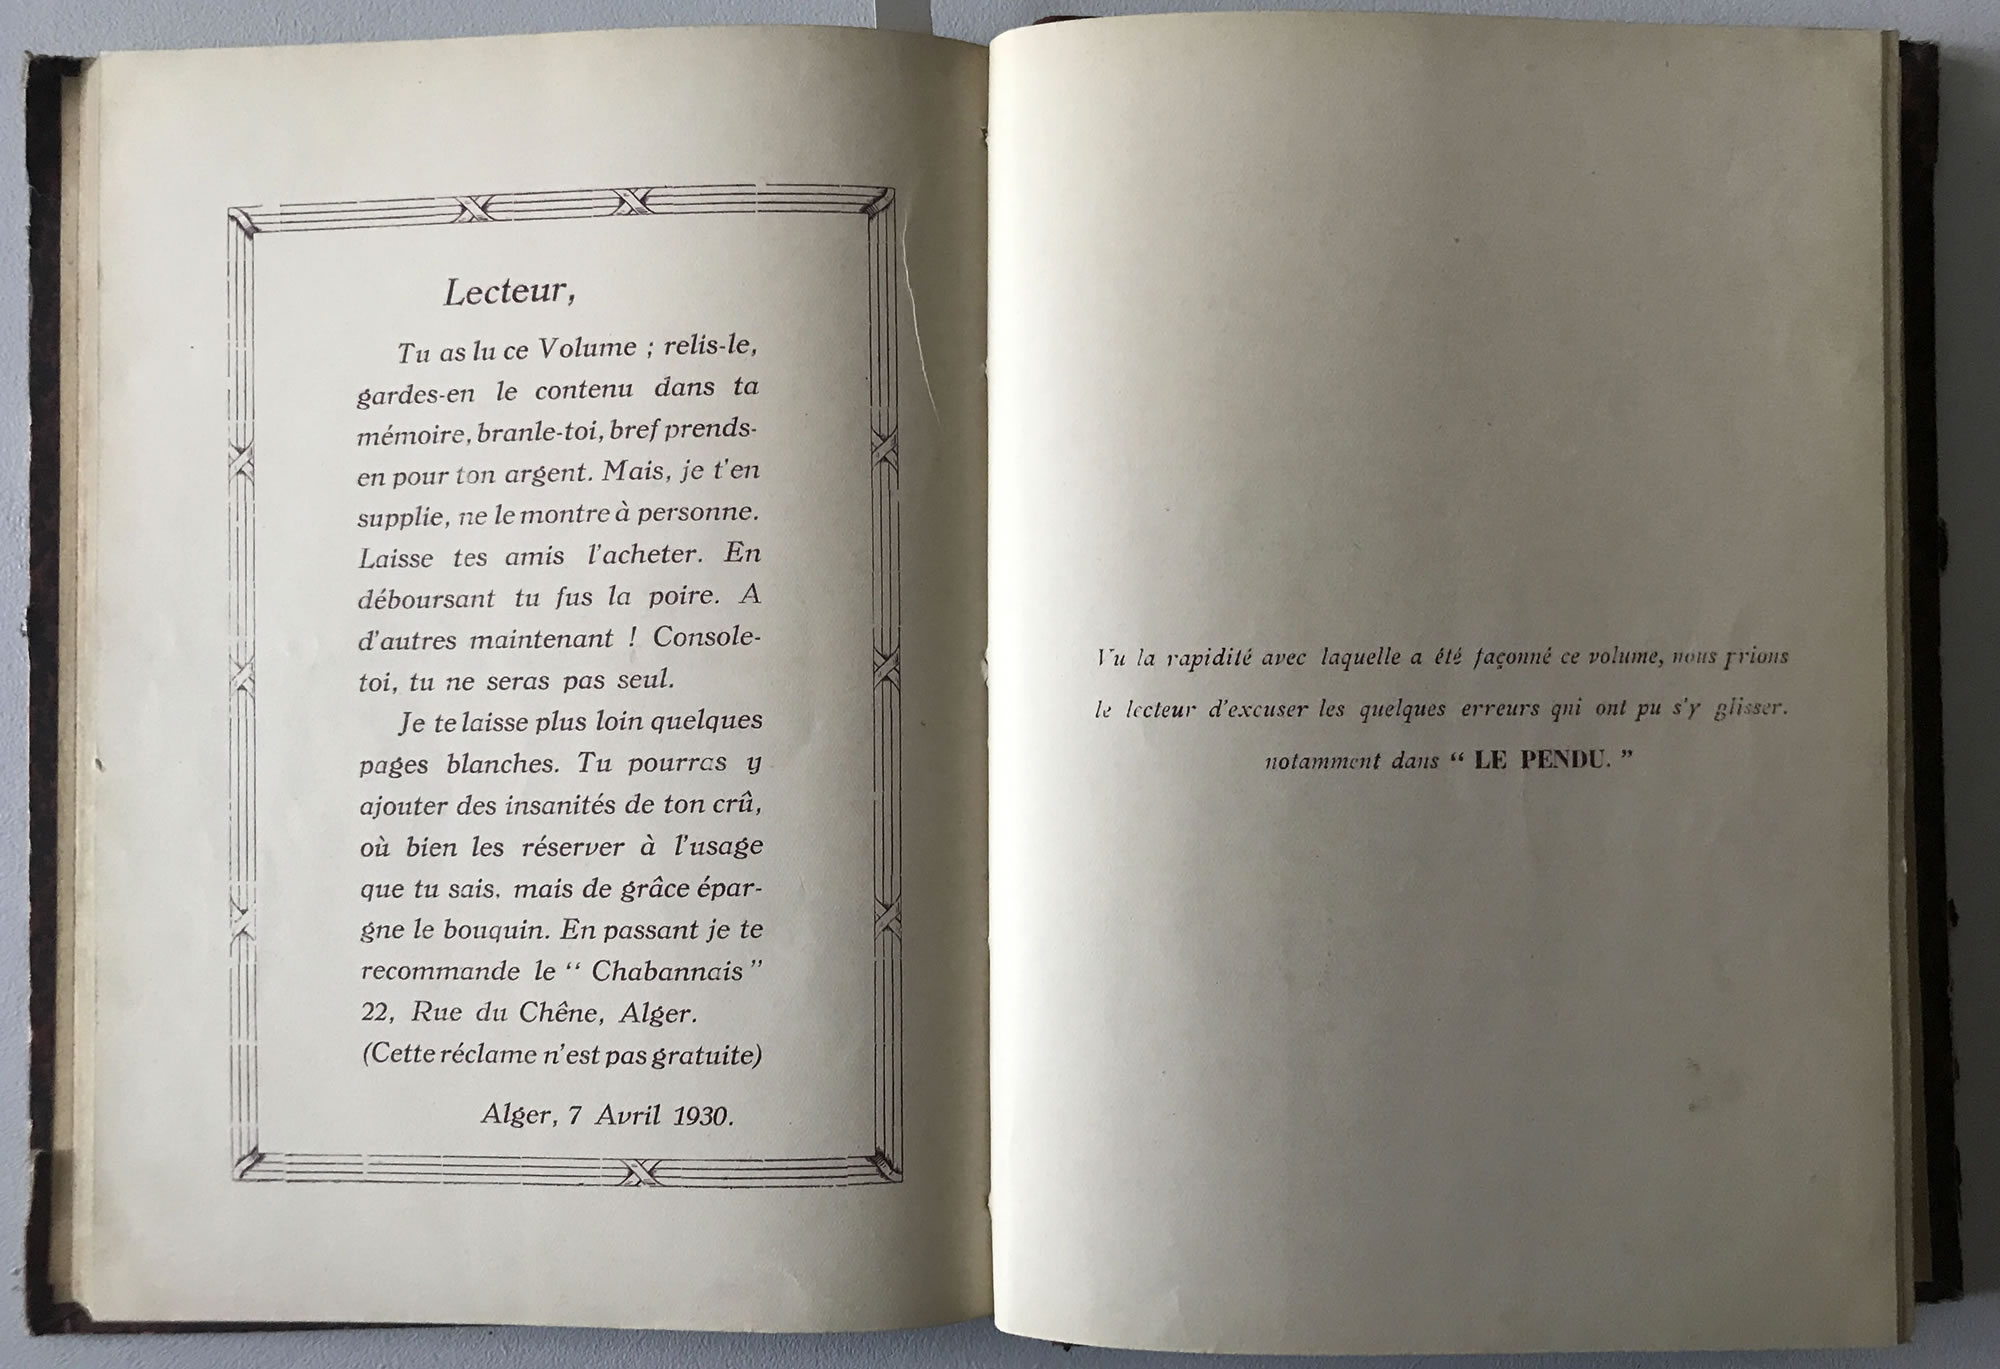 Lecteur,
Tu as lu ce Volume ; relis-le,
gardes-en le contenu dans ta
mémoire, branle-toi, bref prends-
en pour ton argent. Mais, je t'en
supplie, ne le montre à personne.
Laisse tes amis l'acheter. En
déboursant tu fus la poire. A
d'autres maintenant ! Console-
toi, tu ne seras pas seul.
Je te laisse plus loin quelques
pages blanches. Tu pourras y
ajouter des insanités de ton crû,
où bien les réserver à l'usage
que tu sais, mais de grâce épar-
gne le bouquin. En passant je te
recommande le “ Chabannais ”
22, Rue du Chêne, Alger.
(Cette réclame n'est pas gratuite)
Alger, 7 Avril 1930.
Vu la rapidité avec laquelle a été façonné ce volume, nous prions
le lecteur d'excuser les quelques erreurs qui ont pu s'y glisser.
notamment dans “ LE PENDU. ”